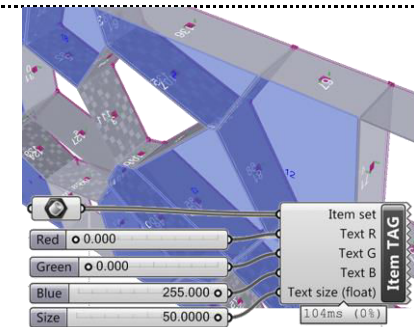 12
Item set
Red 0.000
Text R
Green 0.000
Text G
Blue 255.000
Text B
Size 50.0000
Text size (float)
Item TAG
104ms (0%)